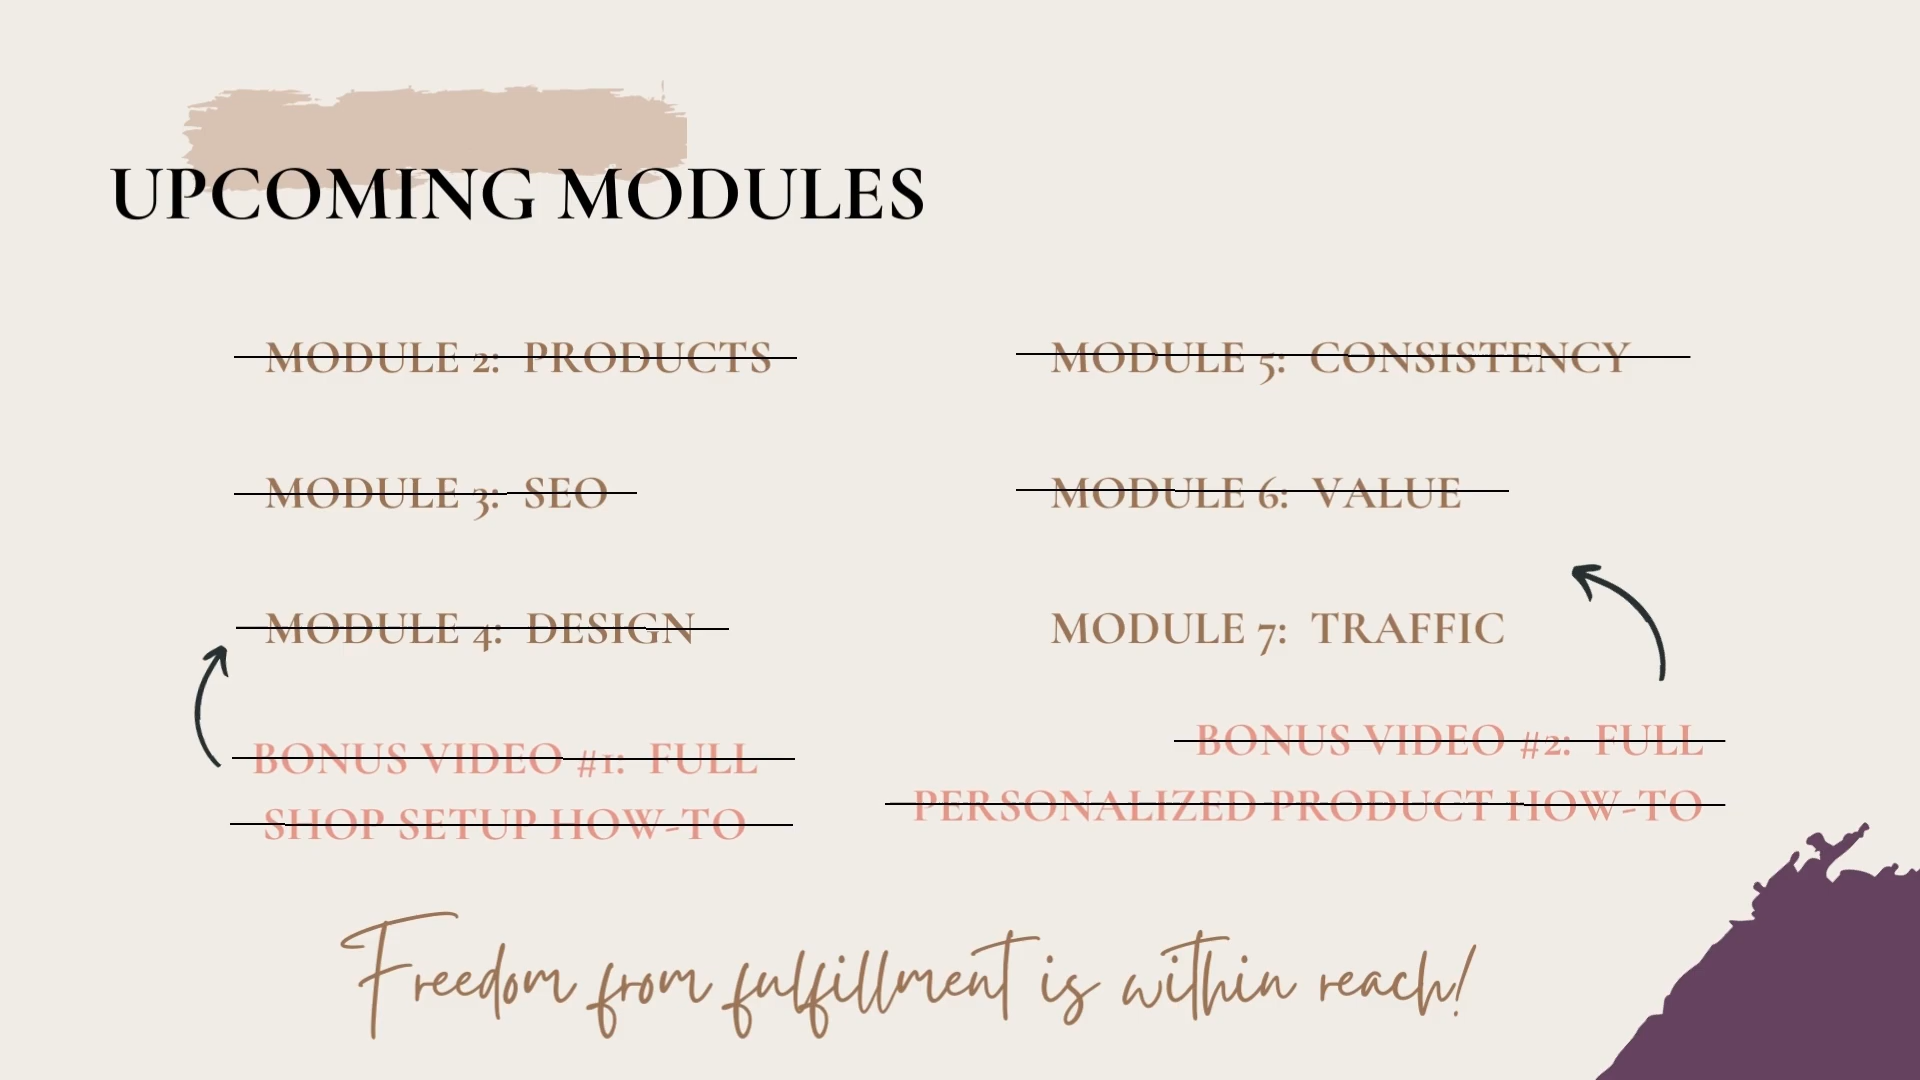 UPCOMING MODULES
MODULE 2: PRODUCTS
MODULE 3: SEO
MODULE 4: DESIGN
BONUS VIDEO #1: FULL
SHOP SETUP HOW-TO
MODULE 5: CONSISTENCY
MODULE 6: VALUE
MODULE 7: TRAFFIC
BONUS VIDEO #2: FULL
PERSONALIZED PRODUCT HOW-TO
Freedom from fulfillment is within reach!